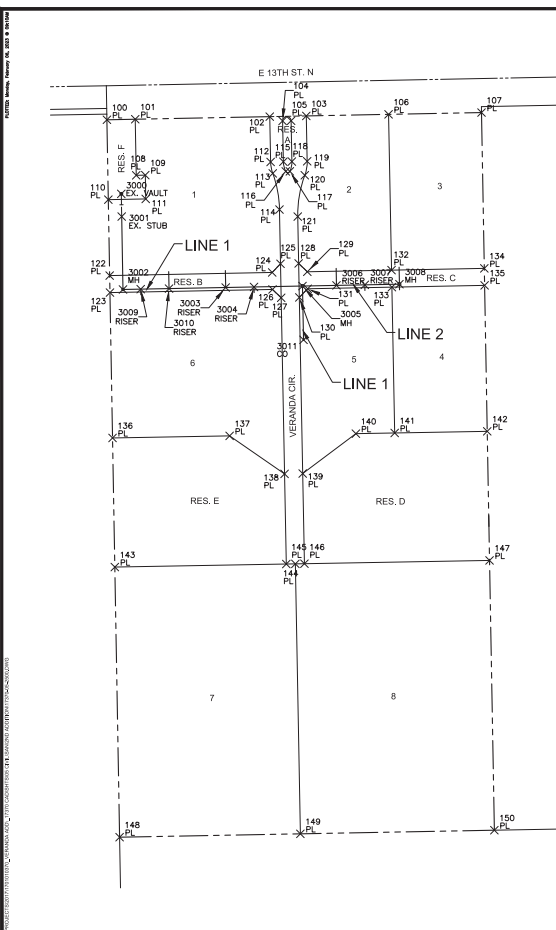 PLOTTED: Monday, February 06, 2023 @
E 13TH ST. N
104
PL
100
PL
101
PL
102
PL
105
PL
103
PL
106
PL
107
PL
RES. F
RES.
A
108
PL
109
PL
112
PL
115
PL
118
PL
119
PL
110
PL
3000
EX. VAULT
111
PL
1
113
PL
116
PL
117
PL
120
PL
2
3
3001
EX. STUB
114
PL
121
PL
LINE 1
125
PL
128
PL
129
PL
122
PL
124
PL
132
PL
134
PL
3002
MH
RES. B
3006
RISER
3007
RISER
3008
MH
RES. C
135
PL
123
PL
3009
RISER
3010
RISER
3003
RISER
3004
RISER
126
PL
127
PL
131
PL
133
PL
3005
MH
130
PL
LINE 2
3011
CO
6
5
4
LINE 1
VERANDA CIR.
136
PL
137
PL
140
PL
141
PL
142
PL
138
PL
139
PL
RES. E
RES. D
143
PL
145
PL
146
PL
144
PL
147
PL
7
8
148
PL
149
PL
150
PL